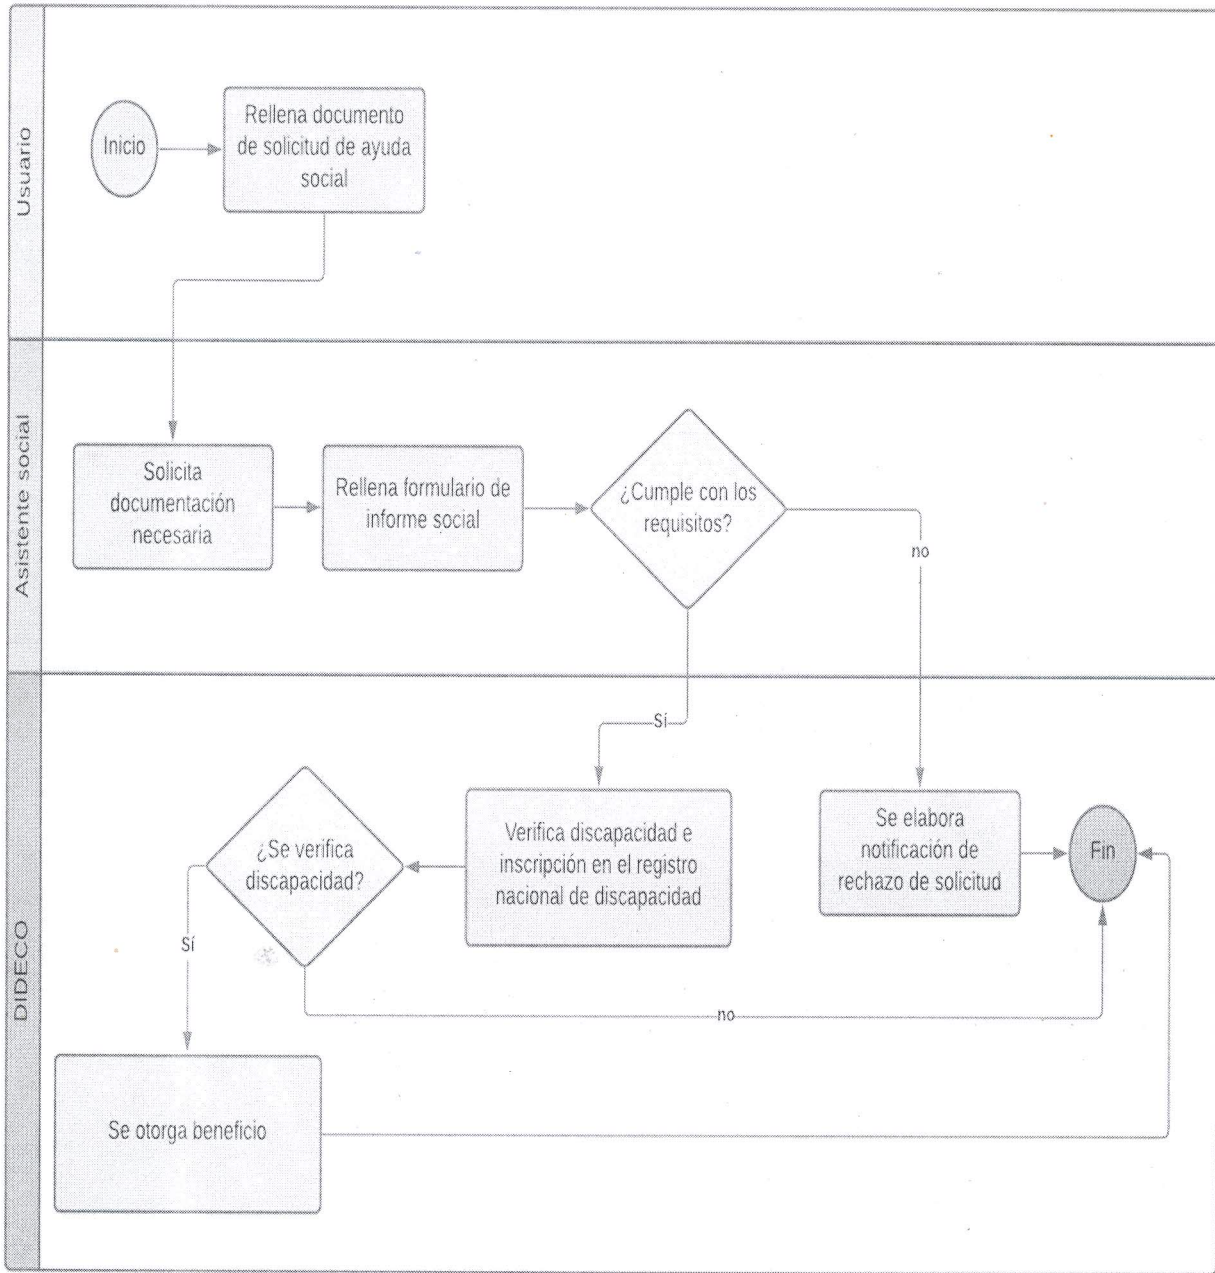 Usuario
Inicio
Rellena documento
de solicitud de ayuda
social
Asistente social
Solicita
documentación
necesaria
Rellena formulario de
informe social
¿Cumple con los
requisitos?
no
Sí
DIDECO
¿Se verifica
discapacidad?
Verifica discapacidad e
inscripción en el registro
nacional de discapacidad
Se elabora
notificación de
rechazo de solicitud
Fin
Sí
no
Se otorga beneficio